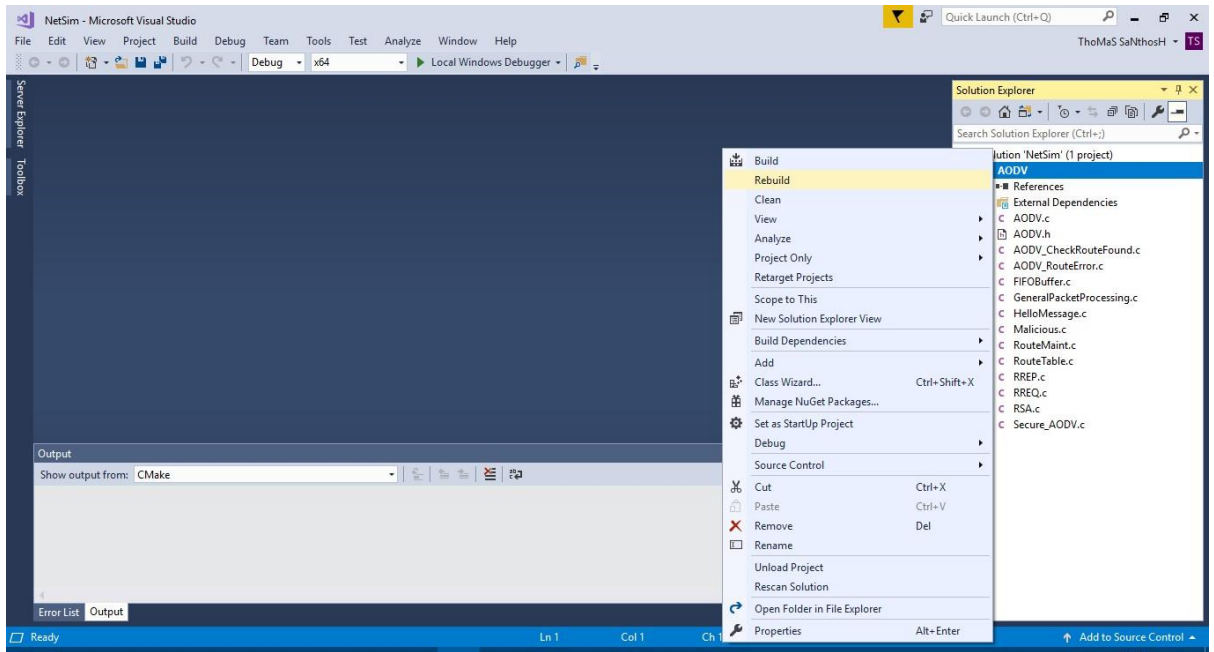 NetSim - Microsoft Visual Studio
Quick Launch (Ctrl+Q)
File Edit View Project Build Debug Team Tools Test Analyze Window Help
ThoMaS SaNthosH TS
Debug x64 Local Windows Debugger
Server Explorer
Toolbox
Solution Explorer
Search Solution Explorer (Ctrl+;)
lution 'NetSim' (1 project)
AODV
References
External Dependencies
AODV.c
AODV.h
AODV_CheckRouteFound.c
AODV_RouteError.c
FIFOBuffer.c
GeneralPacketProcessing.c
HelloMessage.c
Malicious.c
RouteMaint.c
RouteTable.c
RREP.c
RREQ.c
RSA.c
Secure_AODV.c
Build
Rebuild
Clean
View
Analyze
Project Only
Retarget Projects
Scope to This
New Solution Explorer View
Build Dependencies
Add
Class Wizard... Ctrl+Shift+X
Manage NuGet Packages...
Set as StartUp Project
Debug
Source Control
Cut Ctrl+X
Paste Ctrl+V
Remove Del
Rename
Unload Project
Rescan Solution
Open Folder in File Explorer
Properties Alt+Enter
Output
Show output from: CMake
Error List Output
Ready Ln 1 Col 1 Ch 1 Add to Source Control